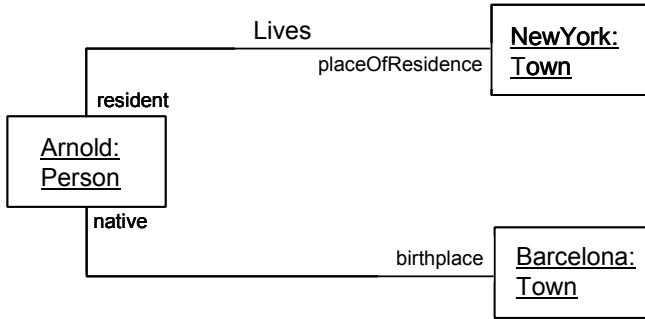 Lives
NewYork:
Town
placeOfResidence
resident
Arnold:
Person
native
birthplace
Barcelona:
Town